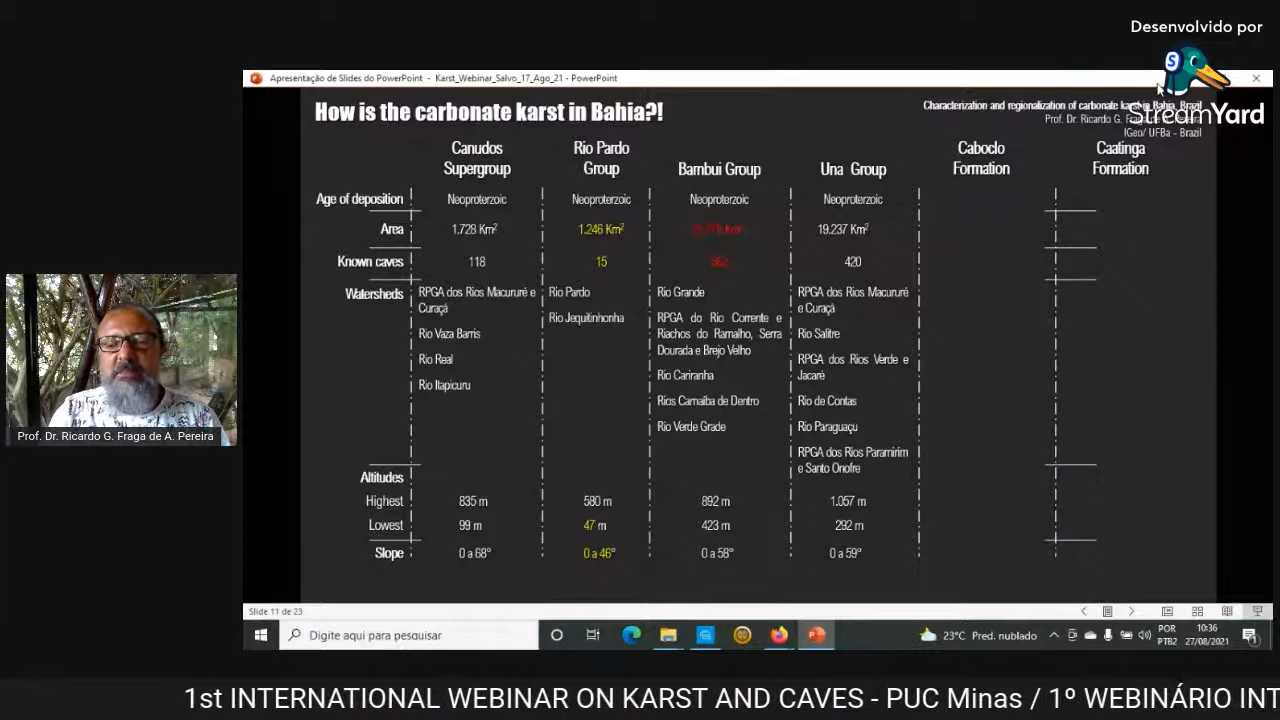 Desenvolvido por
StreamYard
Apresentação de Slides do PowerPoint - Karst_Webinar_Salvo_17_Ago_21 - PowerPoint
How is the carbonate karst in Bahia?!
Characterization and regionalization of carbonate karst in Bahia, Brazil
Prof. Dr. Ricardo G.
IGeo/ UFBa - Brazil
Canudos Supergroup
Rio Pardo Group
Bambui Group
Una Group
Caboclo Formation
Caatinga Formation
Age of deposition Neoproterzoic Neoproterzoic Neoproterzoic Neoproterzoic
Area 1.728 Km² 1.246 Km² Km² 19.237 Km²
Known caves 118 15 420
Watersheds
RPGA dos Rios Macururé e
Curaçá
Rio Vaza Barris
Rio Real
Rio Itapicuru
Rio Pardo
Rio Jequitinhonha
Rio Grande
RPGA do Rio Corrente e
Riachos do Ramalho, Serra
Dourada e Brejo Velho
Rio Cariranha
Rios Carnaíba de Dentro
Rio Verde Grade
RPGA dos Rios Macururé
e Curaçá
Rio Salitre
RPGA dos Rios Verde e
Jacaré
Rio de Contas
Rio Paraguaçu
RPGA dos Rios Paramirim
e Santo Onofre
Altitudes
Highest 835 m 580 m 892 m 1.057 m
Lowest 99 m 47 m 423 m 292 m
Slope 0 a 68° 0 a 46° 0 a 58° 0 a 59°
Prof. Dr. Ricardo G. Fraga de A. Pereira
Slide 11 de 23
Digite aqui para pesquisar
23°C Pred. nublado
POR
PTB2
10:36
27/08/2021
1st INTERNATIONAL WEBINAR ON KARST AND CAVES - PUC Minas / 1º WEBINÁRIO INT